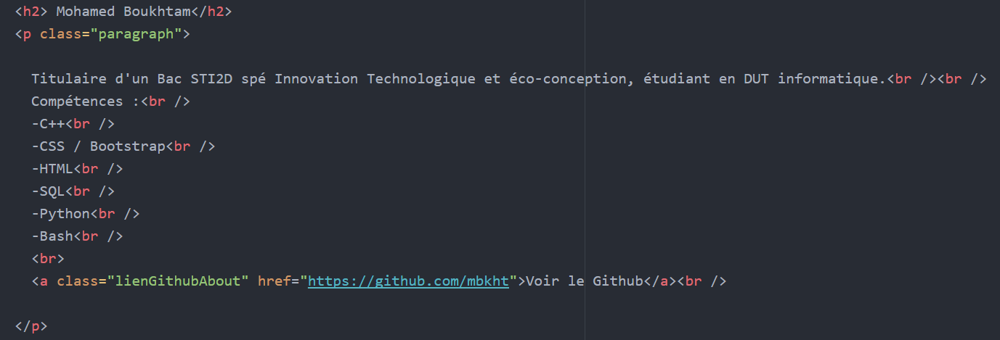 <h2> Mohamed Boukhtam</h2>
<p class="paragraph">
Titulaire d'un Bac STI2D spé Innovation Technologique et éco-conception, étudiant en DUT informatique.<br /><br />
Compétences :<br />
-C++<br />
-CSS / Bootstrap<br />
-HTML<br />
-SQL<br />
-Python<br />
-Bash<br />
<br>
<a class="lienGithubAbout" href="https://github.com/mbkht">Voir le Github</a><br />
</p>